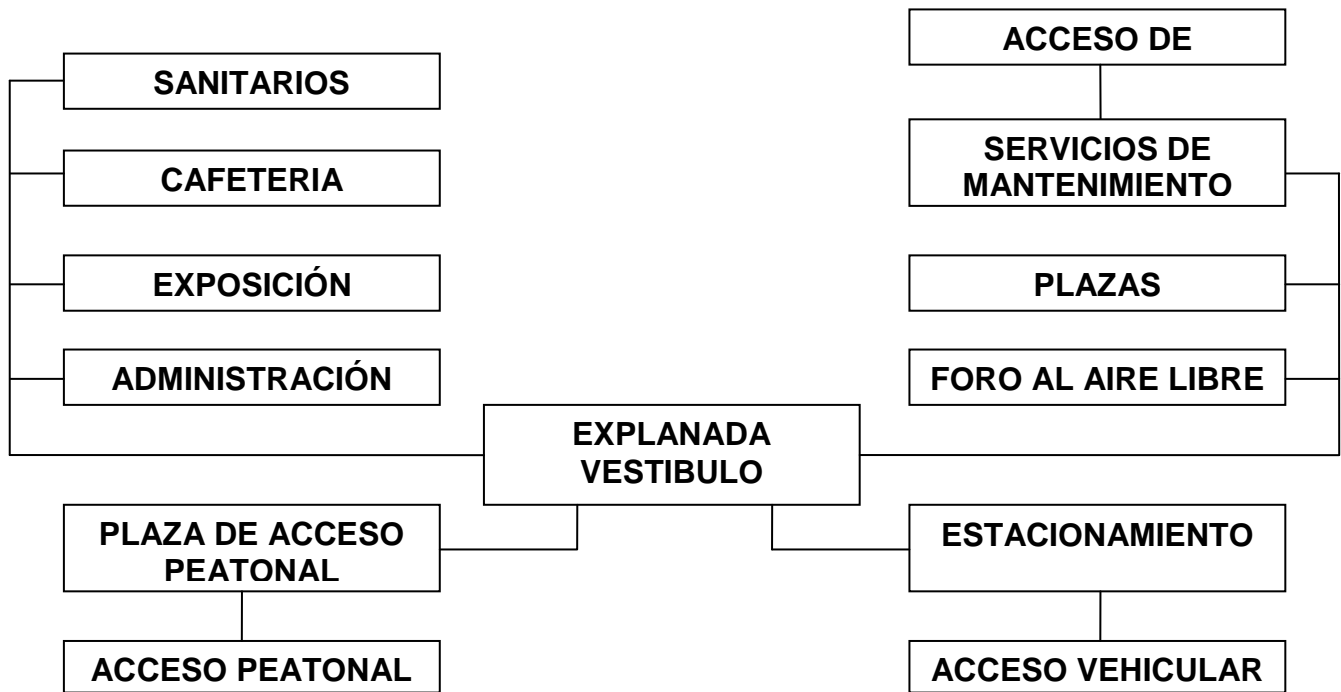 ACCESO DE
SANITARIOS
SERVICIOS DE
MANTENIMIENTO
CAFETERIA
EXPOSICIÓN
PLAZAS
ADMINISTRACIÓN
FORO AL AIRE LIBRE
EXPLANADA
VESTIBULO
PLAZA DE ACCESO
PEATONAL
ESTACIONAMIENTO
ACCESO PEATONAL
ACCESO VEHICULAR